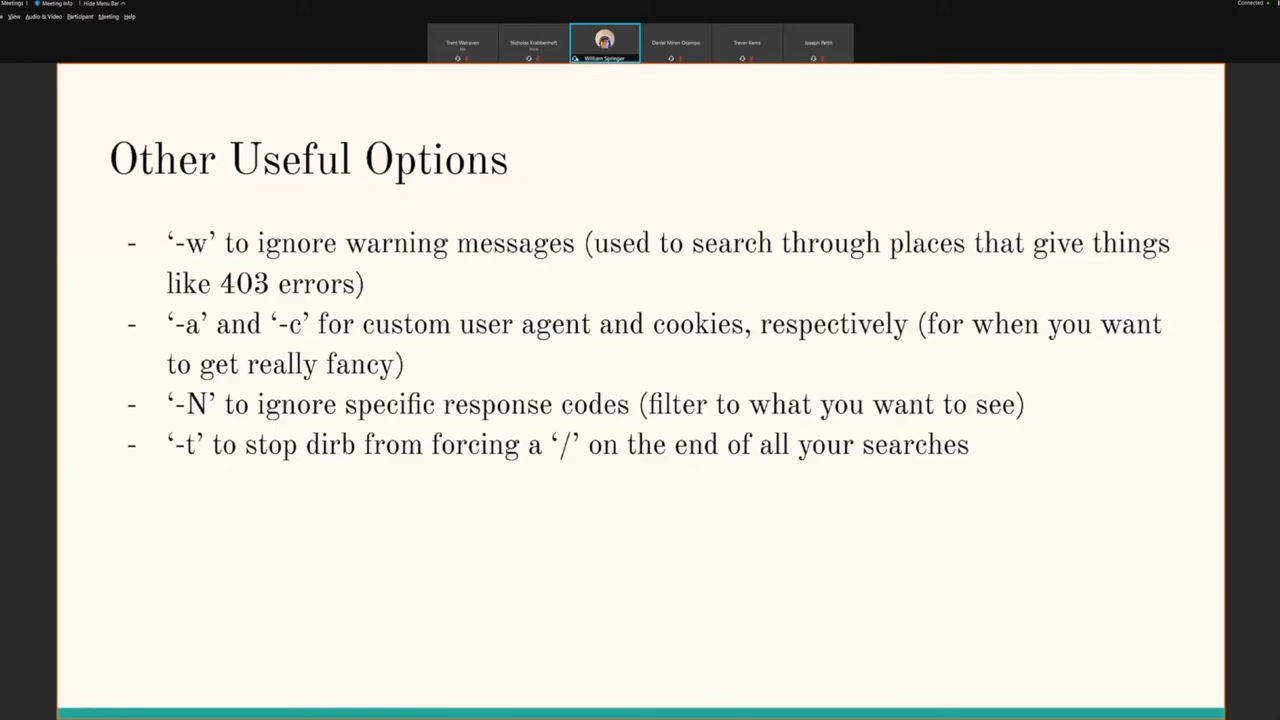 Meetings Meeting Info Hide Menu Bar Connected
View Audio & Video Participant Meeting Help
Trent Walraven Nicholas Krabbenhoft Daniel Miron Ocampo Trevor Kems Joseph Petth
William Springer
Other Useful Options
- ‘-w’ to ignore warning messages (used to search through places that give things
like 403 errors)
- ‘-a’ and ‘-c’ for custom user agent and cookies, respectively (for when you want
to get really fancy)
- ‘-N’ to ignore specific response codes (filter to what you want to see)
- ‘-t’ to stop dirb from forcing a ‘/’ on the end of all your searches